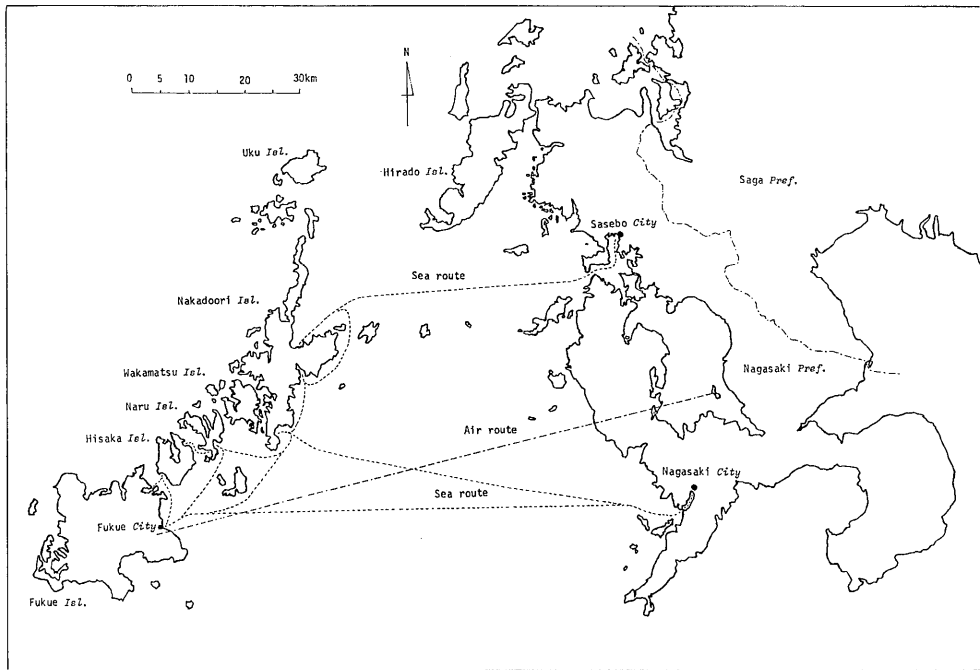 N
0 5 10 20 30km
Uku Isl.
Hirado Isl.
Saga Pref.
Sasebo City
Sea route
Nakadoori Isl.
Wakamatsu Isl.
Nagasaki Pref.
Naru Isl.
Air route
Hisaka Isl.
Nagasaki City
Sea route
Fukue City
Fukue Isl.